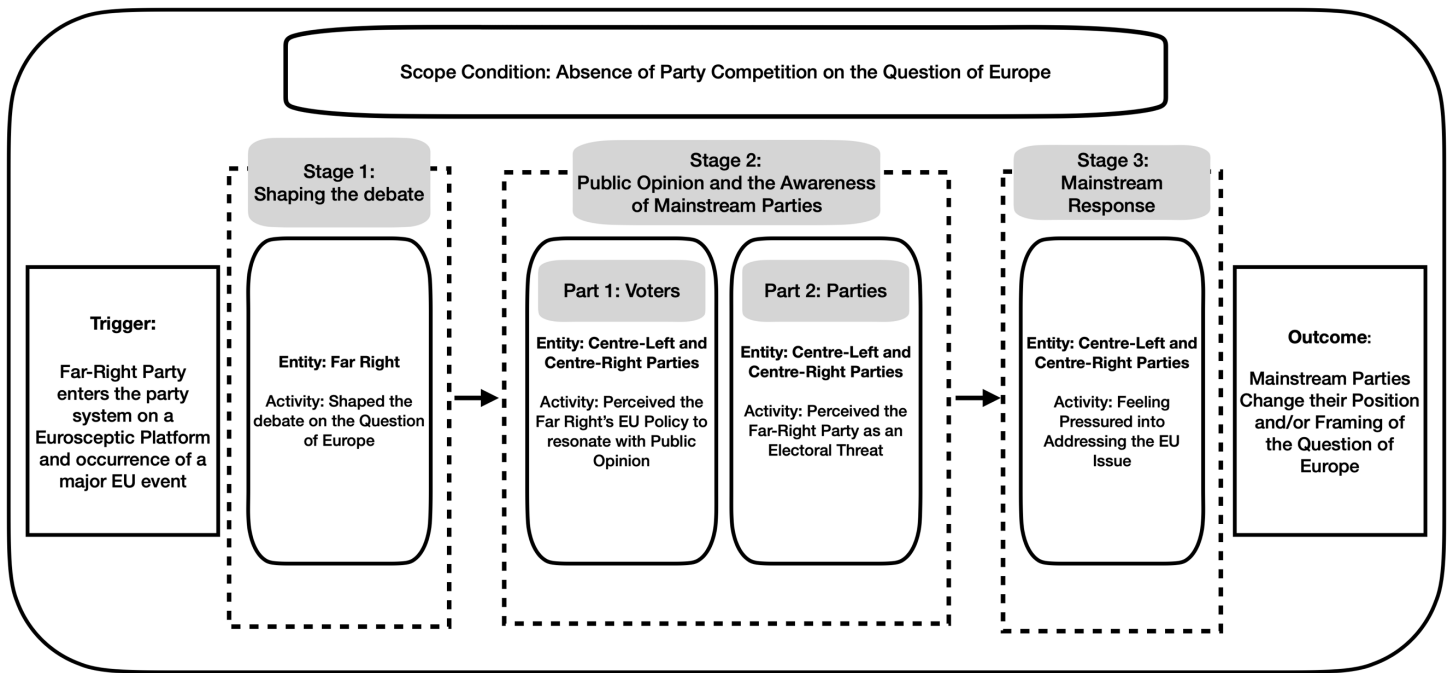 Scope Condition: Absence of Party Competition on the Question of Europe
Stage 1:
Shaping the debate
Stage 2:
Public Opinion and the Awareness
of Mainstream Parties
Stage 3:
Mainstream
Response
Trigger:
Far-Right Party
enters the party
system on a
Eurosceptic Platform
and occurrence of a
major EU event
Entity: Far Right
Activity: Shaped the
debate on the Question
of Europe
Part 1: Voters
Entity: Centre-Left and
Centre-Right Parties
Activity: Perceived the
Far Right’s EU Policy to
resonate with Public
Opinion
Part 2: Parties
Entity: Centre-Left and
Centre-Right Parties
Activity: Perceived the
Far-Right Party as an
Electoral Threat
Entity: Centre-Left and
Centre-Right Parties
Activity: Feeling
Pressured into
Addressing the EU
Issue
Outcome:
Mainstream Parties
Change their Position
and/or Framing of
the Question of
Europe